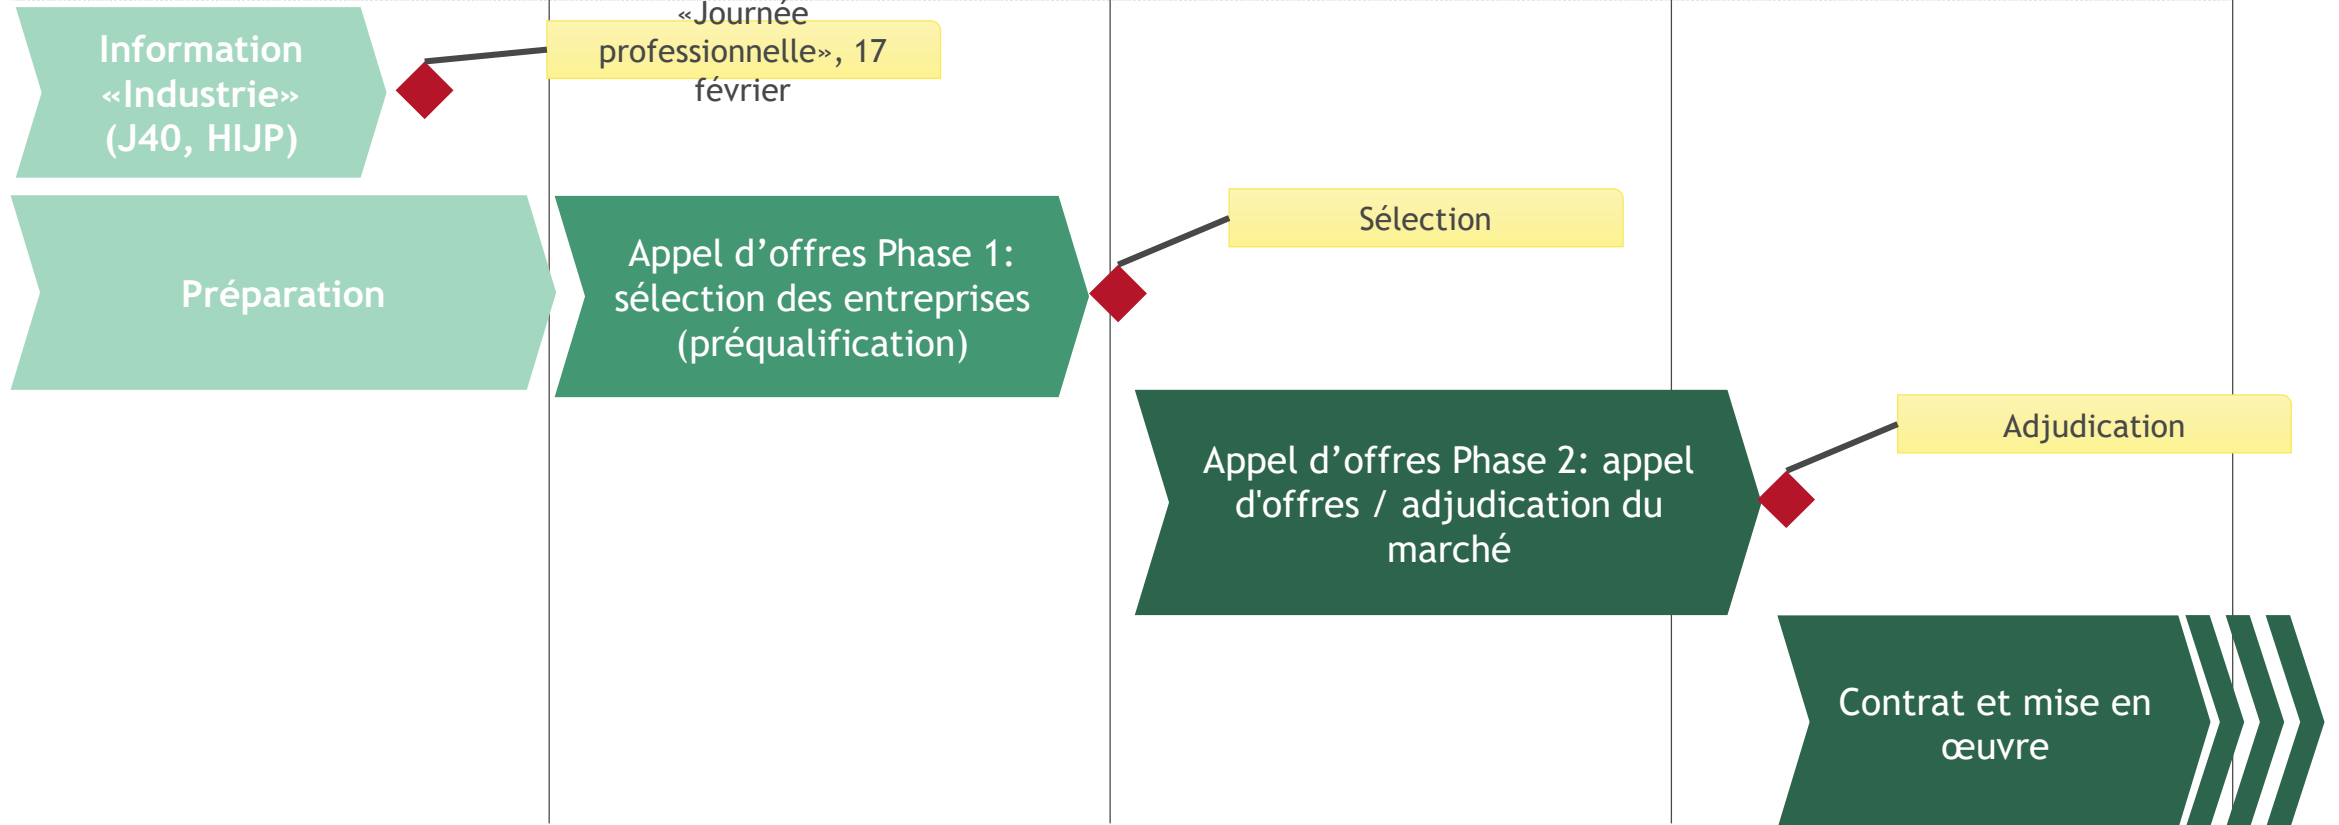 Information
«Industrie»
(J40, HIJP)
«Journée
professionnelle», 17
février
Préparation
Appel d’offres Phase 1:
sélection des entreprises
(préqualification)
Sélection
Appel d’offres Phase 2: appel
d'offres / adjudication du
marché
Adjudication
Contrat et mise en
œuvre